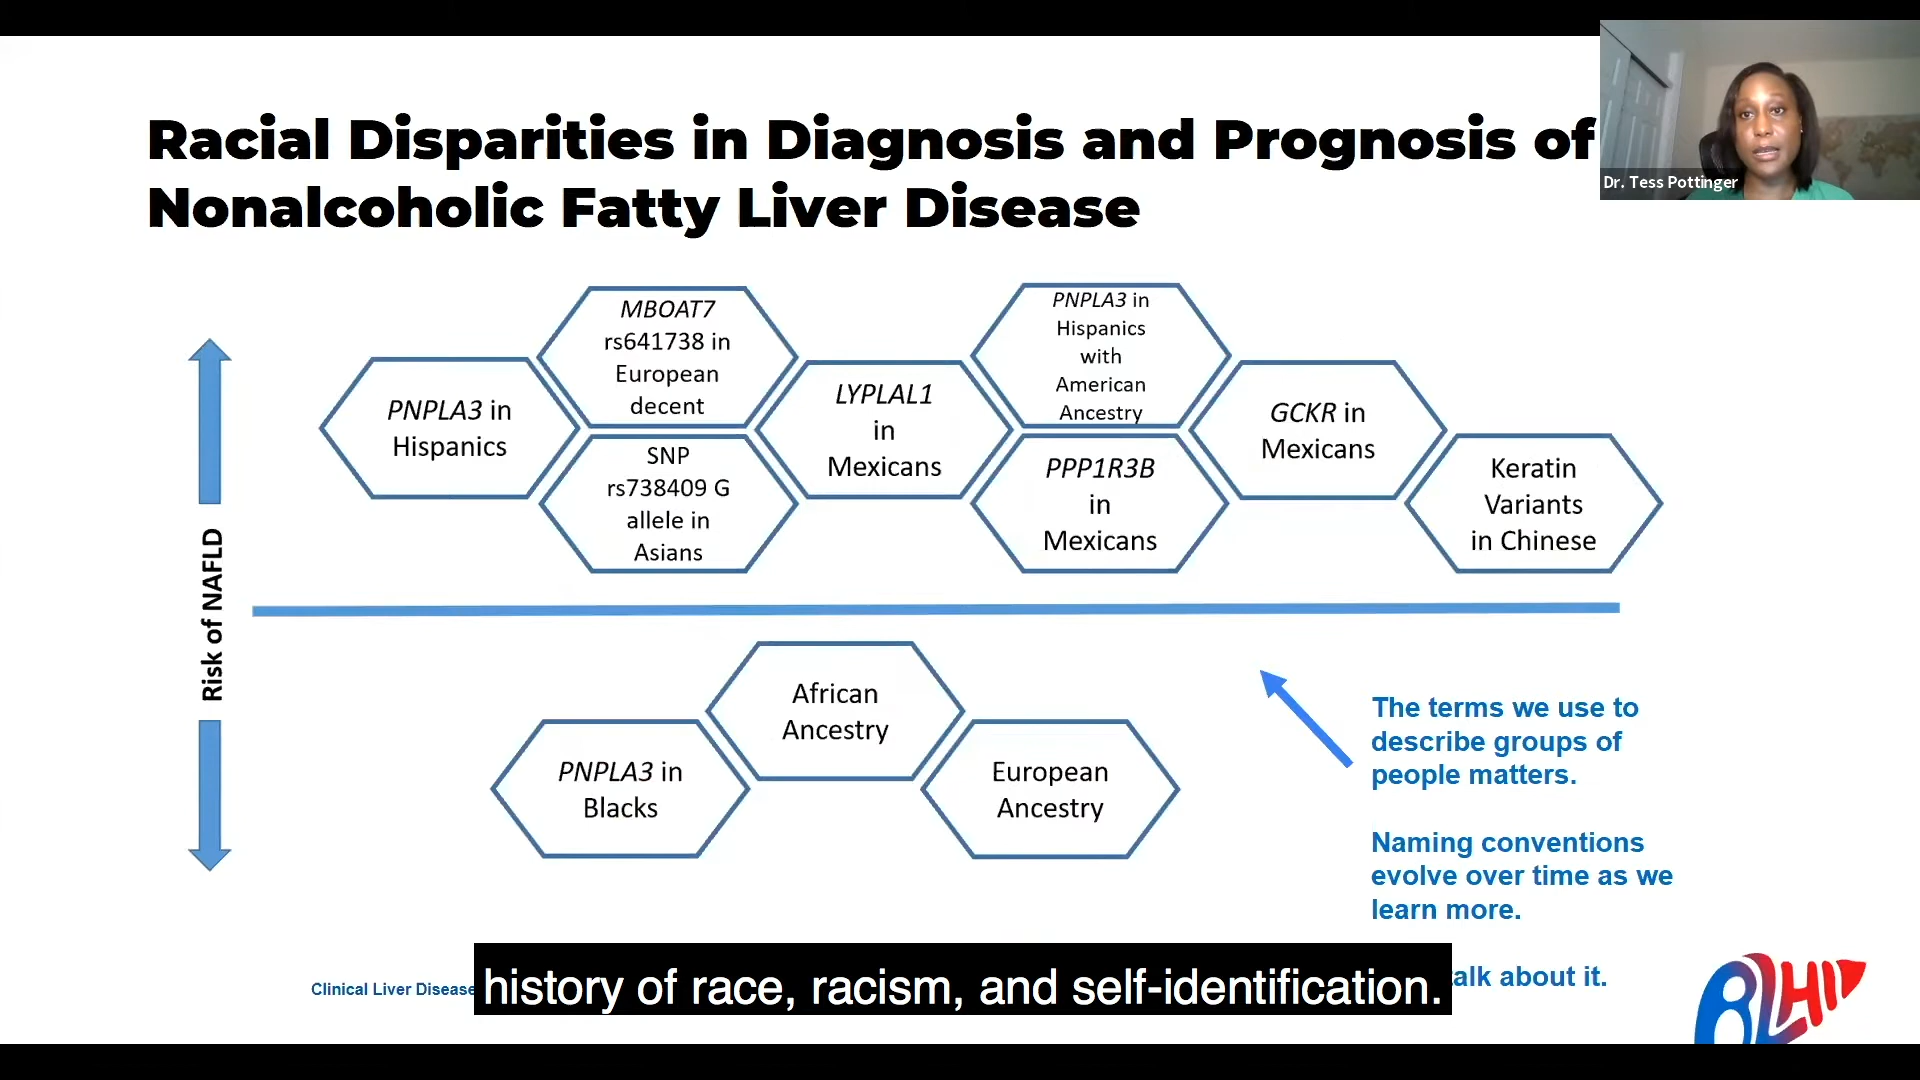 Racial Disparities in Diagnosis and Prognosis of
Nonalcoholic Fatty Liver Disease
Dr. Tess Pottinger
Risk of NAFLD
PNPLA3 in
Hispanics
MBOAT7
rs641738 in
European
decent
SNP
rs738409 G
allele in
Asians
LYPLAL1
in
Mexicans
PNPLA3 in
Hispanics
with
American
Ancestry
PPP1R3B
in
Mexicans
GCKR in
Mexicans
Keratin
Variants
in Chinese
PNPLA3 in
Blacks
African
Ancestry
European
Ancestry
The terms we use to
describe groups of
people matters.
Naming conventions
evolve over time as we
learn more.
talk about it.
Clinical Liver Disease
history of race, racism, and self-identification.
BLHI